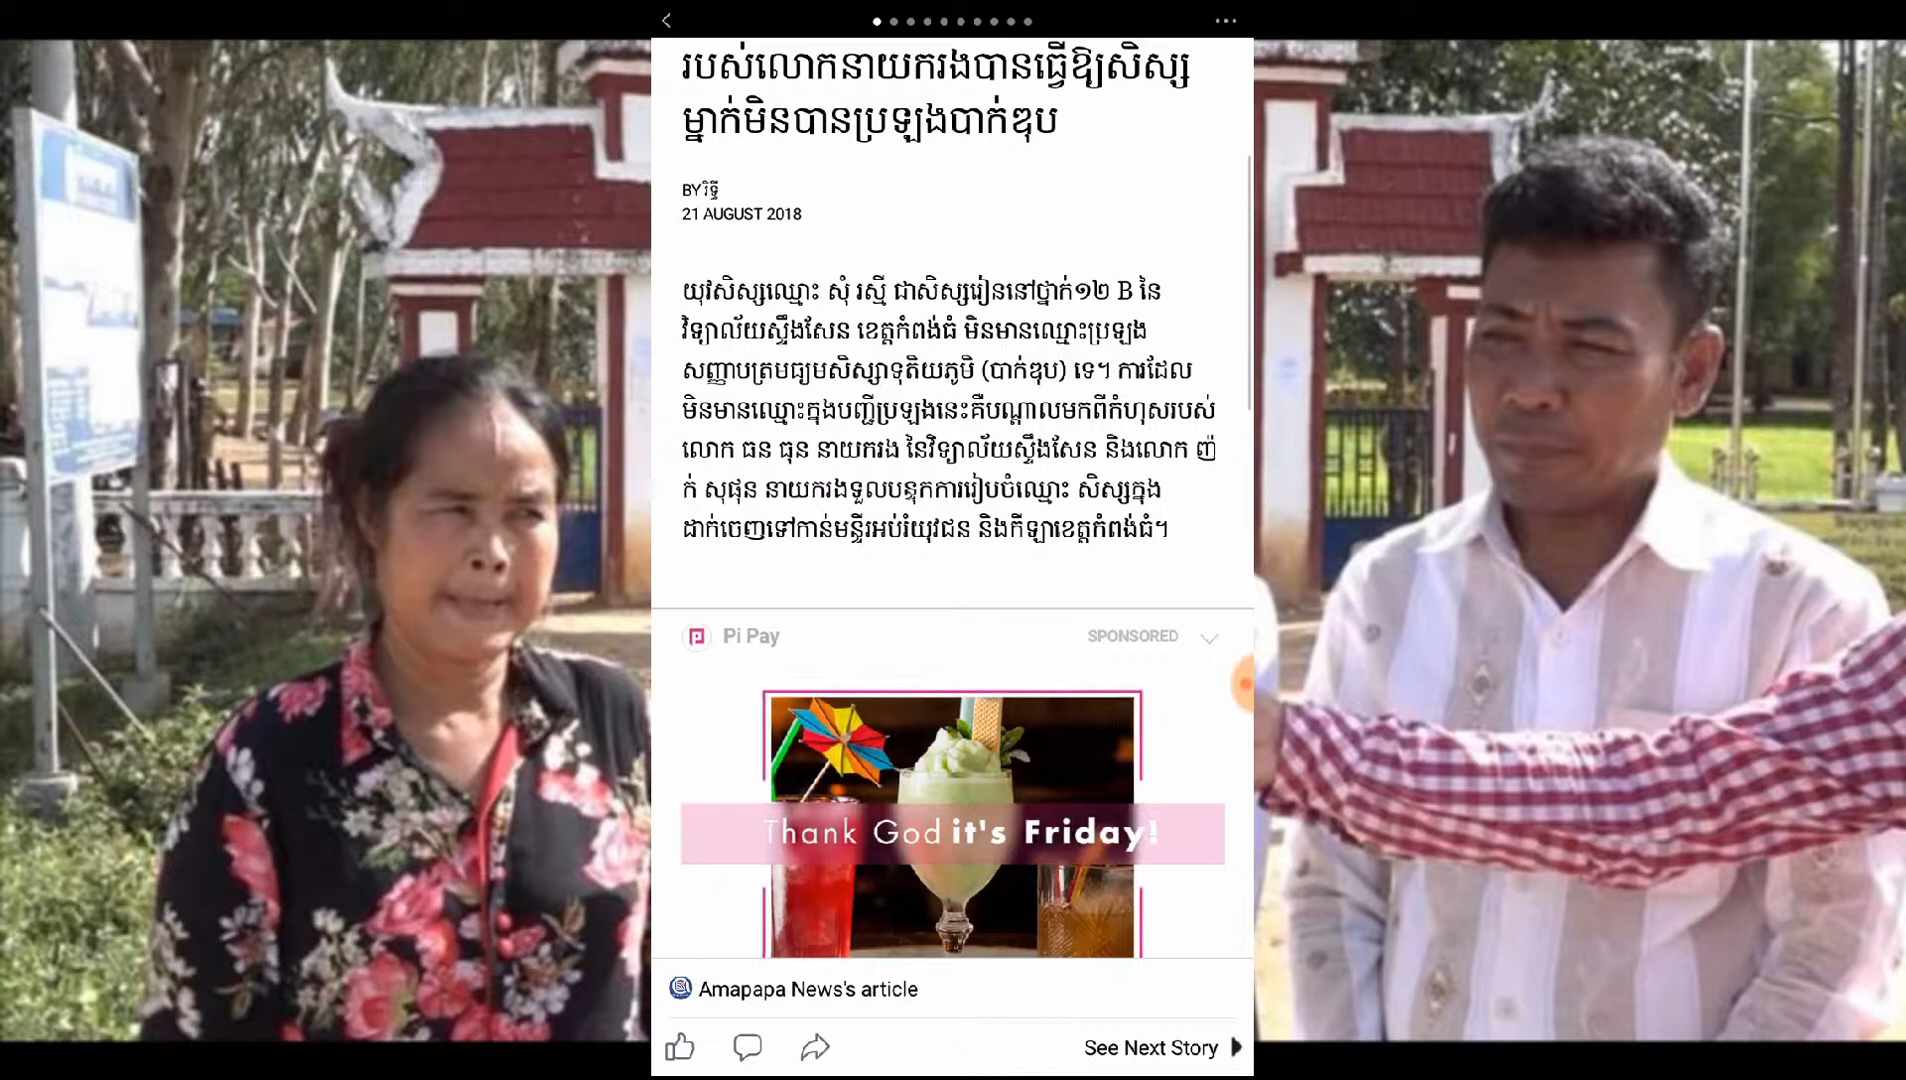 របស់លោកនាយករងបានធ្វើឱ្យសិស្ស
ម្នាក់មិនបានប្រឡងបាក់ឌុប
BY រិទ្ធី
21 AUGUST 2018
យុវសិស្សឈ្មោះ សុំ រស្មី ជាសិស្សរៀននៅថ្នាក់១២ B នៃ
វិទ្យាល័យស្ទឹងសែន ខេត្តកំពង់ធំ មិនមានឈ្មោះប្រឡង
សញ្ញាបត្រមធ្យមសិស្សាទុតិយភូមិ (បាក់ឌុប) ទេ។ ការដែល
មិនមានឈ្មោះក្នុងបញ្ជីប្រឡងនេះគឺបណ្តាលមកពីកំហុសរបស់
លោក ធន ធុន នាយករង នៃវិទ្យាល័យស្ទឹងសែន និងលោក ញ៉
ក់ សុផុន នាយករងទួលបន្ទុកការរៀបចំឈ្មោះ សិស្សក្នុង
ដាក់ចេញទៅកាន់មន្ទីរអប់រំយុវជន និងកីឡាខេត្តកំពង់ធំ។
Pi Pay
SPONSORED
Thank God it's Friday!
Amapapa News's article
See Next Story